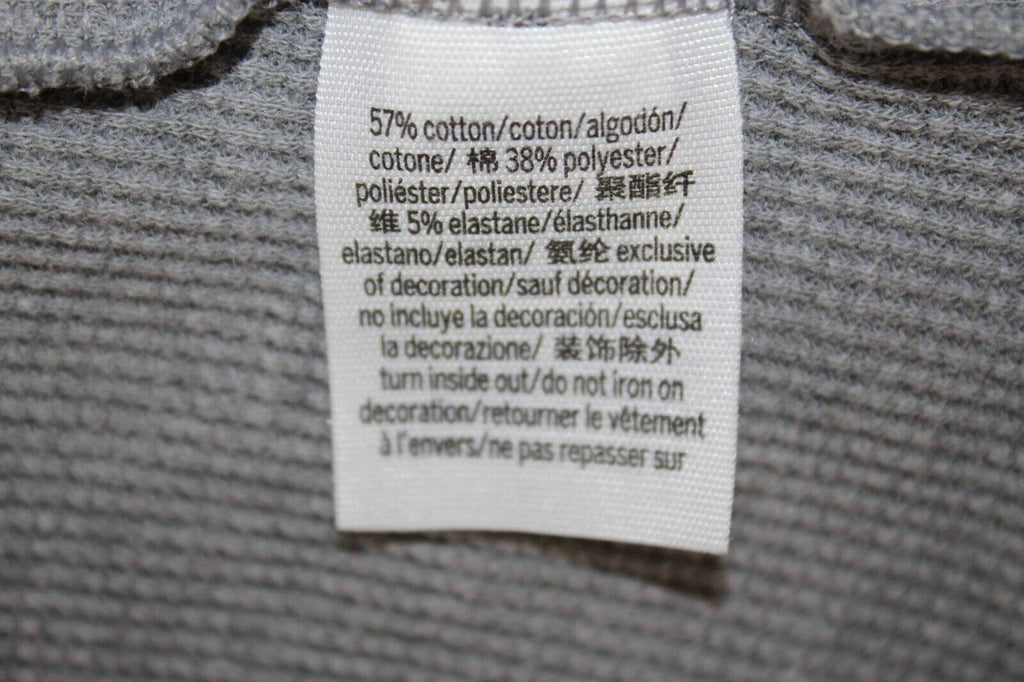 57% cotton/coton/algodón/
cotone/ 棉 38% polyester/
poliéster/poliestere/ 聚酯纤
维 5% elastane/élasthanne/
elastano/elastan/ 氨纶 exclusive
of decoration/sauf décoration/
no incluye la decoración/esclusa
la decorazione/ 装饰除外
turn inside out/do not iron on
decoration/retourner le vêtement
à l'envers/ne pas repasser sur